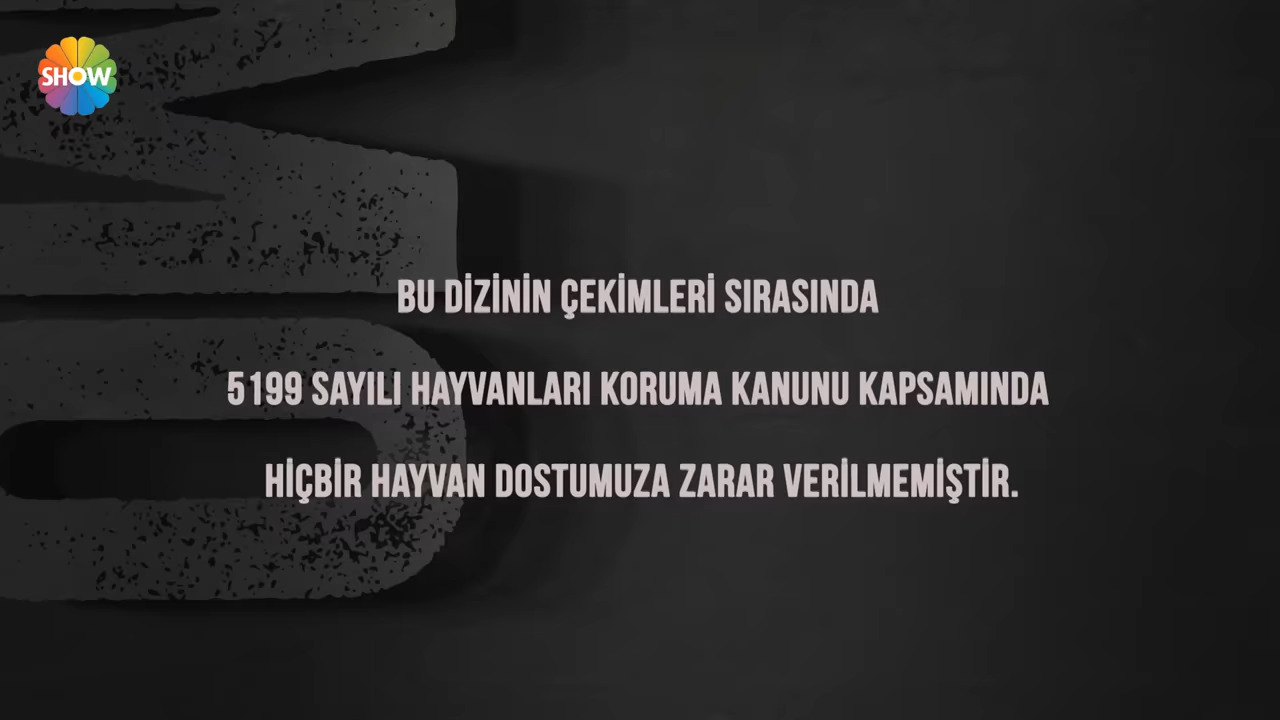 SHOW
BU DİZİNİN ÇEKİMLERİ SIRASINDA
5199 SAYILI HAYVANLARI KORUMA KANUNU KAPSAMINDA
HİÇBİR HAYVAN DOSTUMUZA ZARAR VERİLMEMİŞTİR.